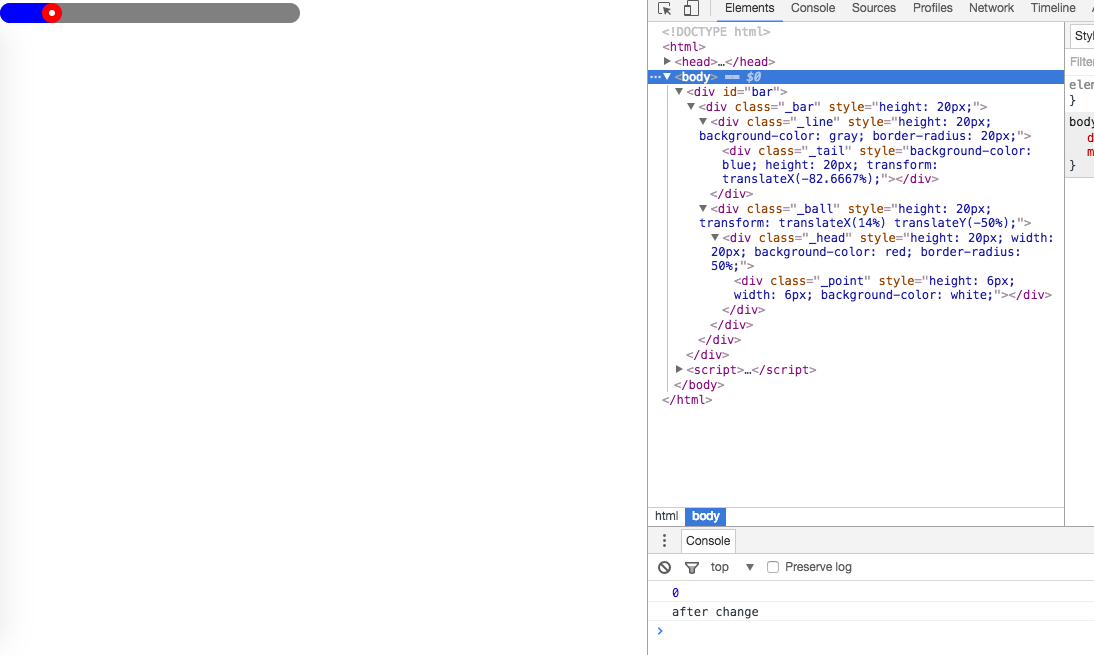 Elements Console Sources Profiles Network Timeline
<!DOCTYPE html>
<html>
▶<head>…</head>
…▼<body> == $0
▼<div id="bar">
▼<div class="_bar" style="height: 20px;">
▼<div class="_line" style="height: 20px;
background-color: gray; border-radius: 20px;">
<div class="_tail" style="background-color:
blue; height: 20px; transform:
translateX(-82.6667%);"></div>
</div>
▼<div class="_ball" style="height: 20px;
transform: translateX(14%) translateY(-50%);">
▼<div class="_head" style="height: 20px; width:
20px; background-color: red; border-radius:
50%;">
<div class="_point" style="height: 6px;
width: 6px; background-color: white;"></div>
</div>
</div>
</div>
</div>
▶<script>…</script>
</body>
</html>
html body
Styl
Filter
elem
}
body
d
m
}
Console
top ▼ Preserve log
0
after change
>